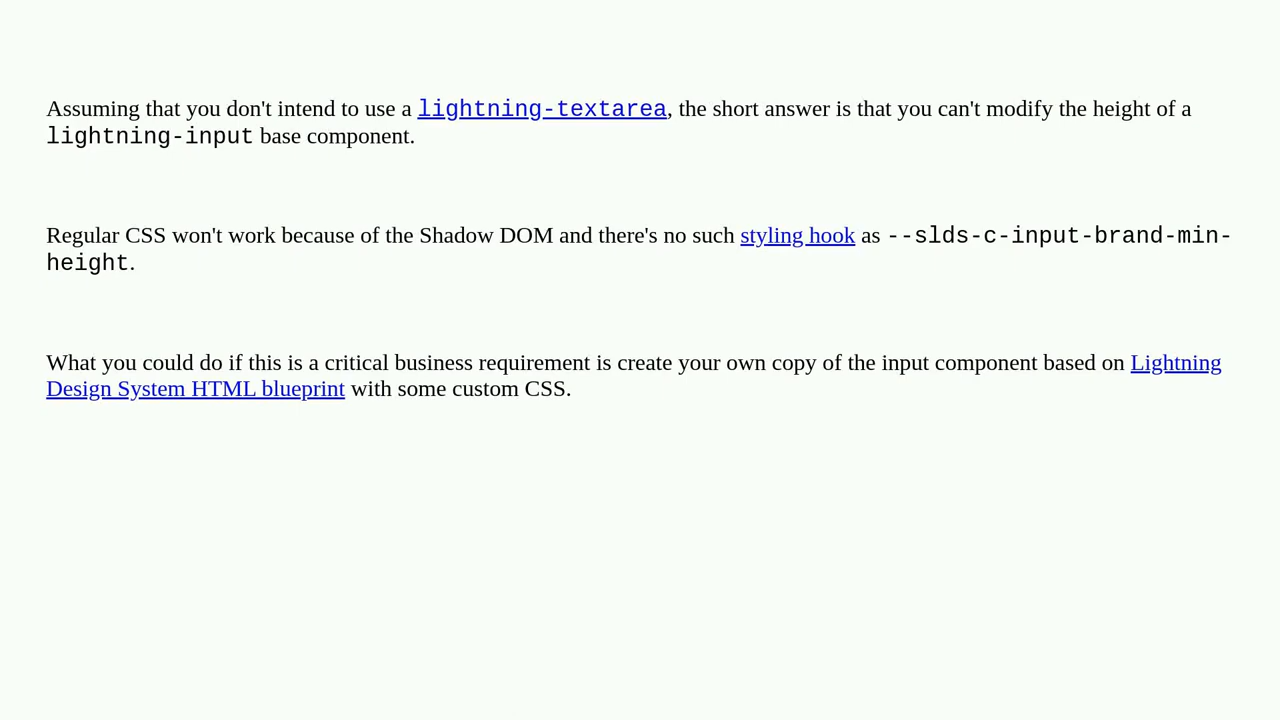 Assuming that you don't intend to use a lightning-textarea, the short answer is that you can't modify the height of a
lightning-input base component.
Regular CSS won't work because of the Shadow DOM and there's no such styling hook as --slds-c-input-brand-min-
height.
What you could do if this is a critical business requirement is create your own copy of the input component based on Lightning
Design System HTML blueprint with some custom CSS.